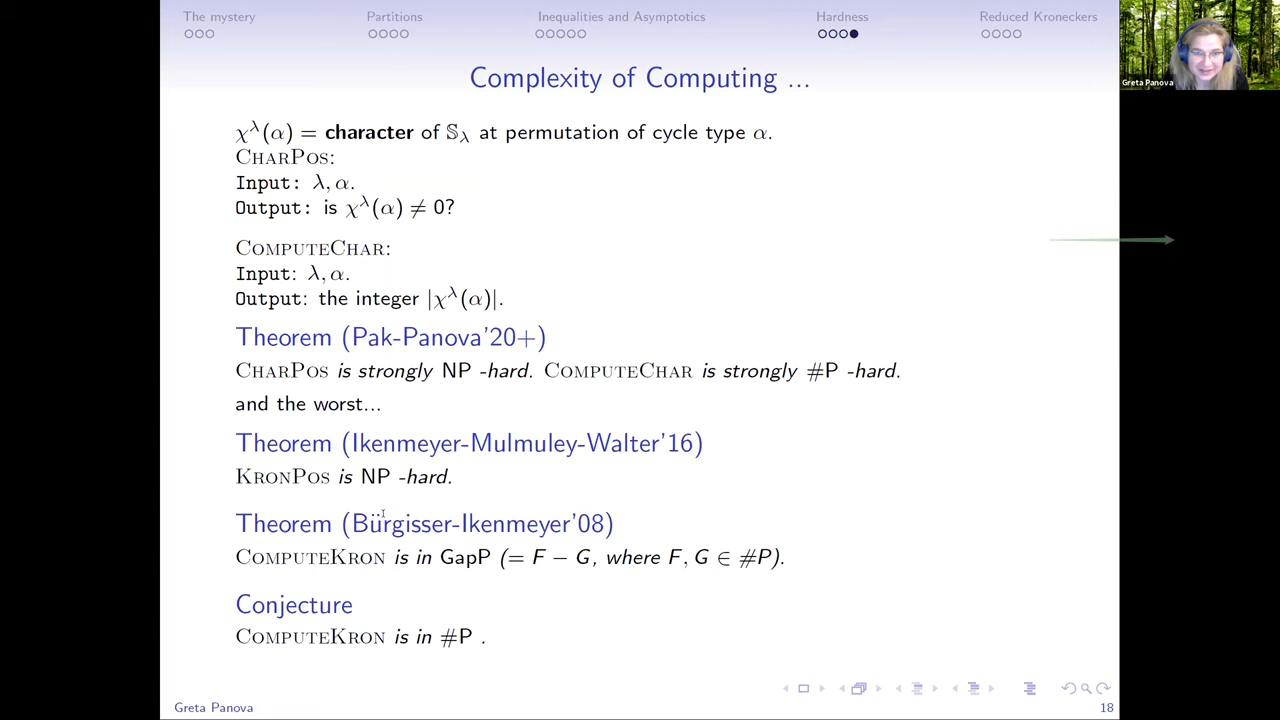 The mystery Partitions Inequalities and Asymptotics Hardness Reduced Kroneckers
Greta Panova
Complexity of Computing ...
χ^λ(α) = character of 𝕊_λ at permutation of cycle type α.
CHARPOS:
Input: λ, α.
Output: is χ^λ(α) ≠ 0?
COMPUTECHAR:
Input: λ, α.
Output: the integer |χ^λ(α)|.
Theorem (Pak-Panova'20+)
CHARPOS is strongly NP -hard. COMPUTECHAR is strongly #P -hard.
and the worst...
Theorem (Ikenmeyer-Mulmuley-Walter'16)
KRONPOS is NP -hard.
Theorem (Bürgisser-Ikenmeyer'08)
COMPUTEKRON is in GapP (= F − G, where F, G ∈ #P).
Conjecture
COMPUTEKRON is in #P .
Greta Panova 18